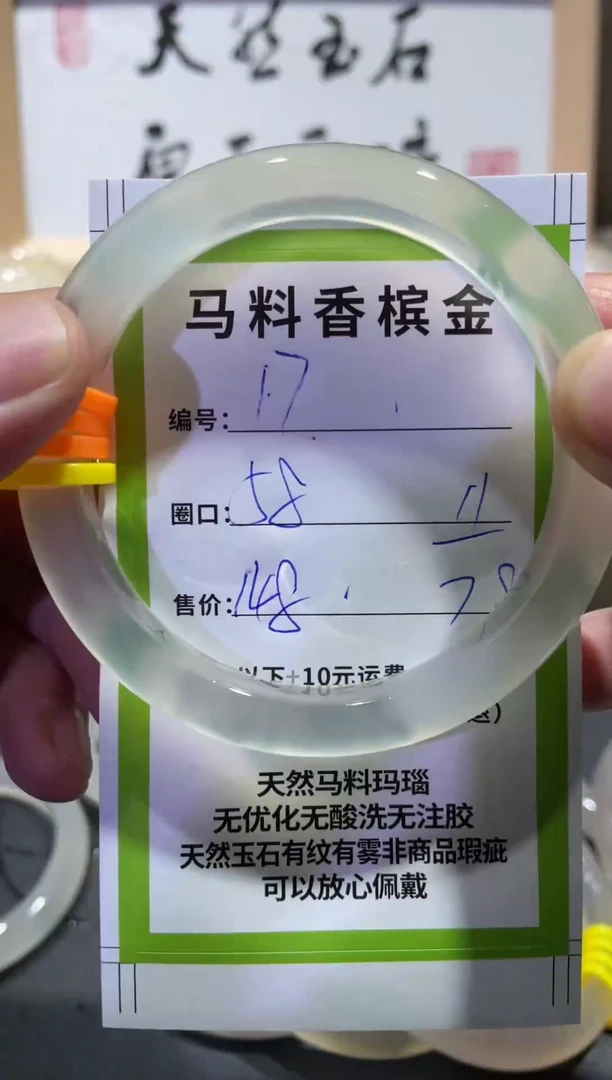 天然玉石
马料香槟金
编号：17
圈口：58 11
售价：148. 78
以下+10元运费
退）
天然马料玛瑙
无优化无酸洗无注胶
天然玉石有纹有雾非商品瑕疵
可以放心佩戴